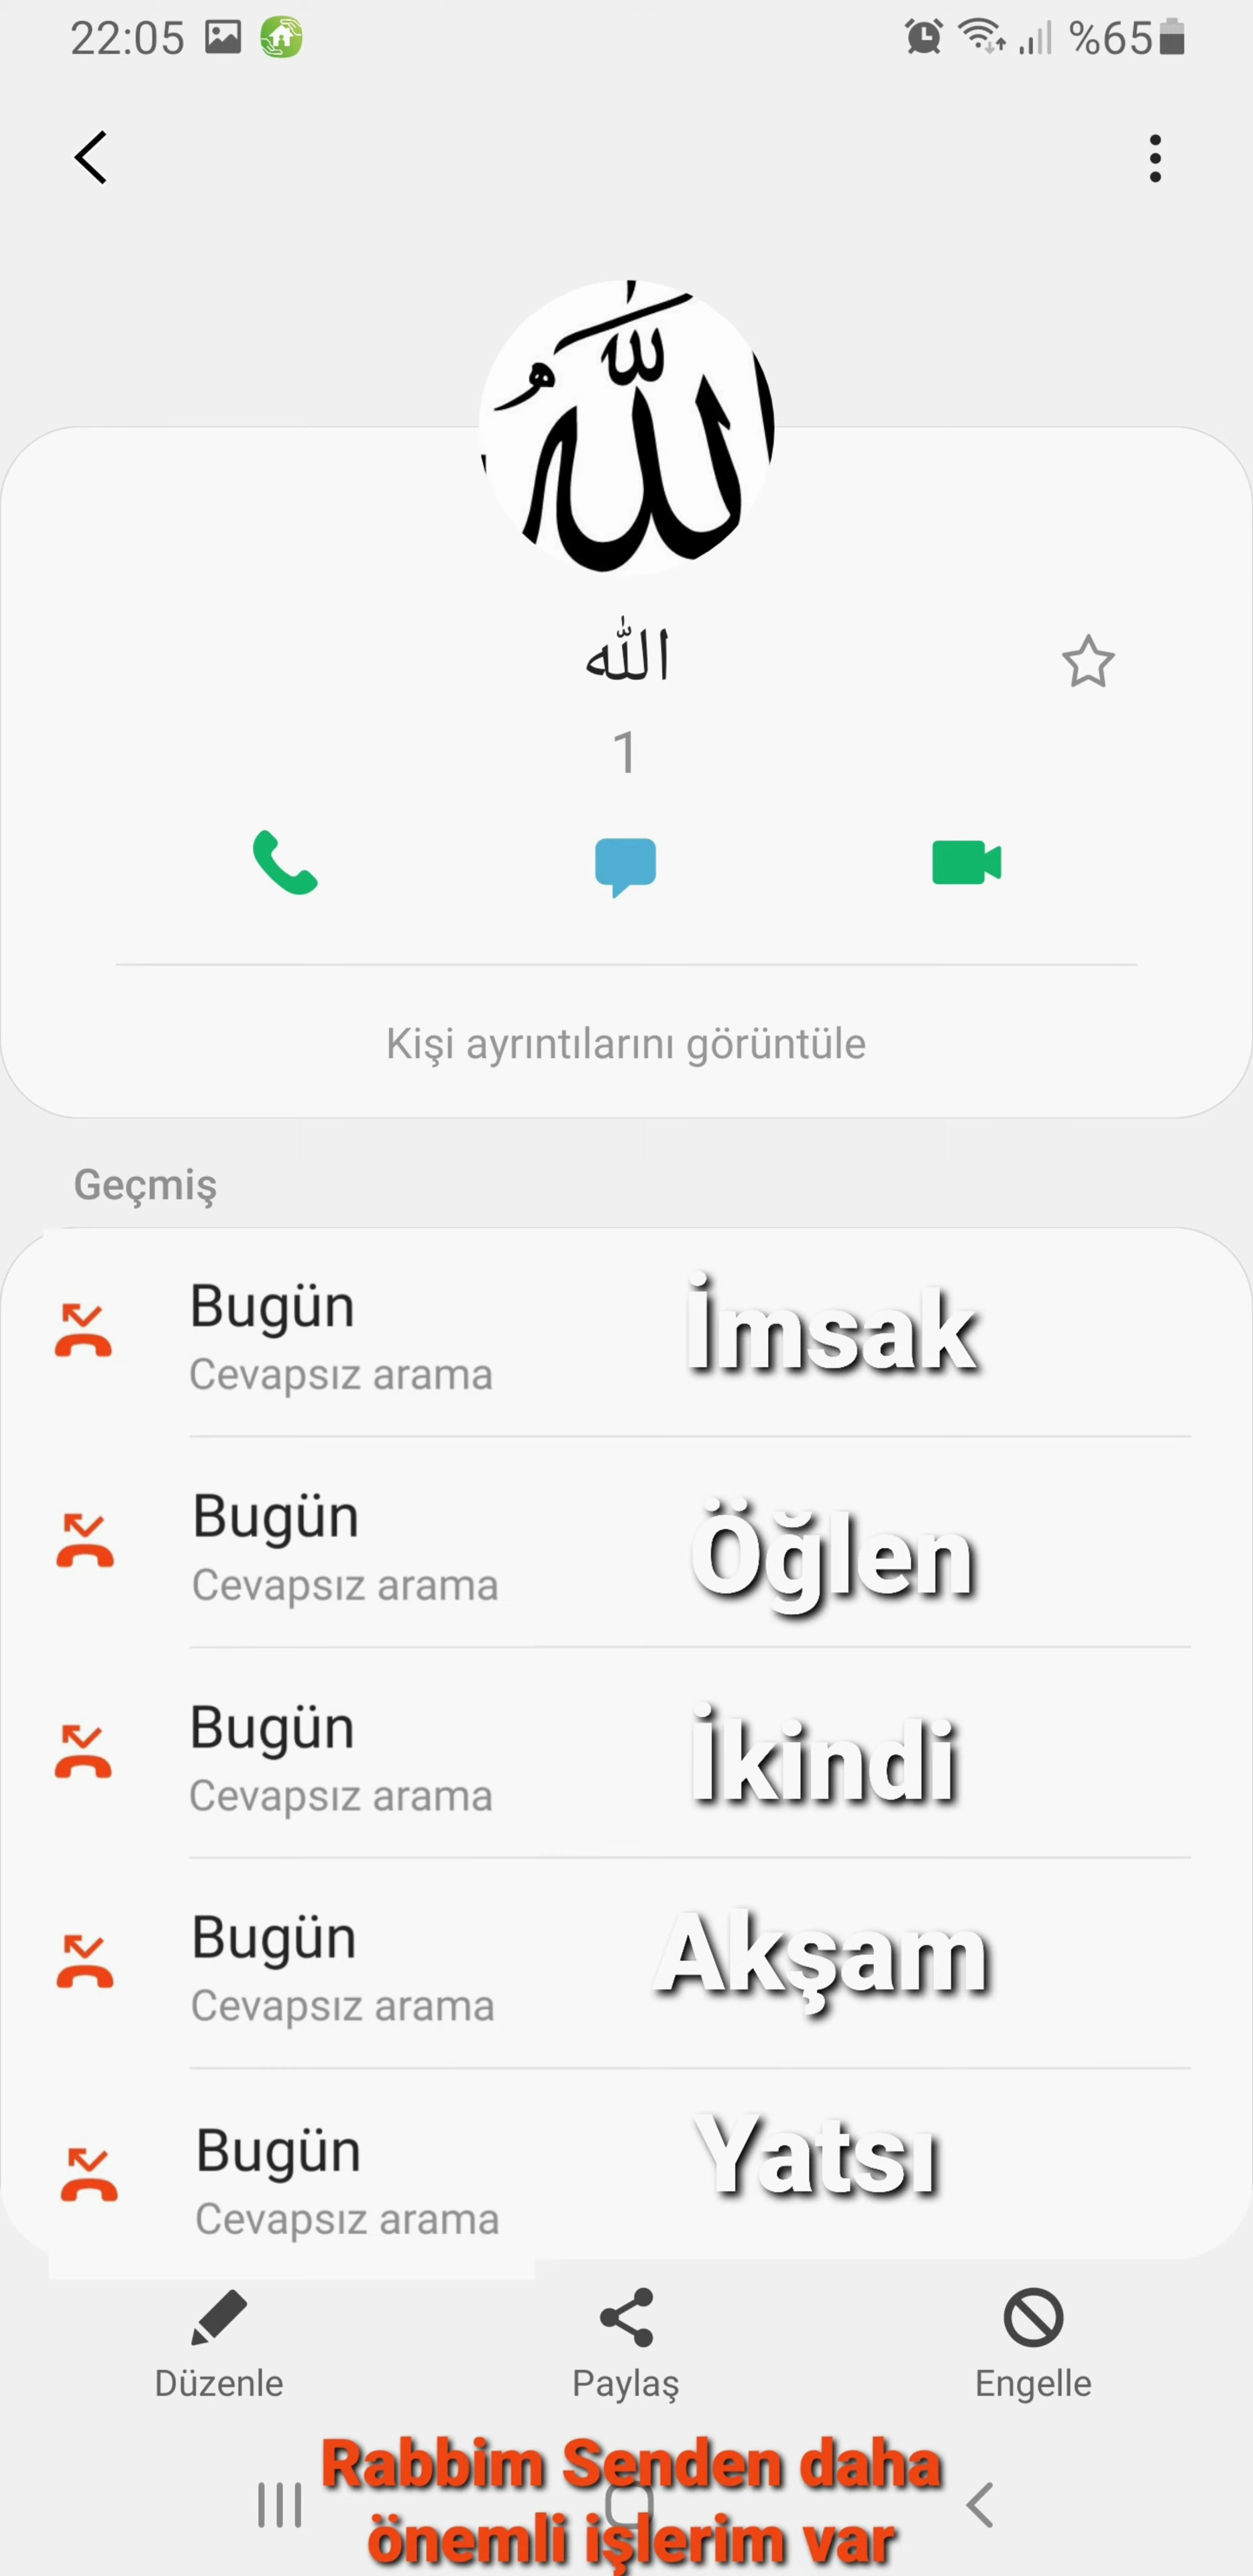 22:05
%65
الله
الله
1
Kişi ayrıntılarını görüntüle
Geçmiş
Bugün
Cevapsız arama
İmsak
Bugün
Cevapsız arama
Öğlen
Bugün
Cevapsız arama
İkindi
Bugün
Cevapsız arama
Akşam
Bugün
Cevapsız arama
Yatsı
Düzenle
Paylaş
Engelle
Rabbim Senden daha
önemli işlerim var